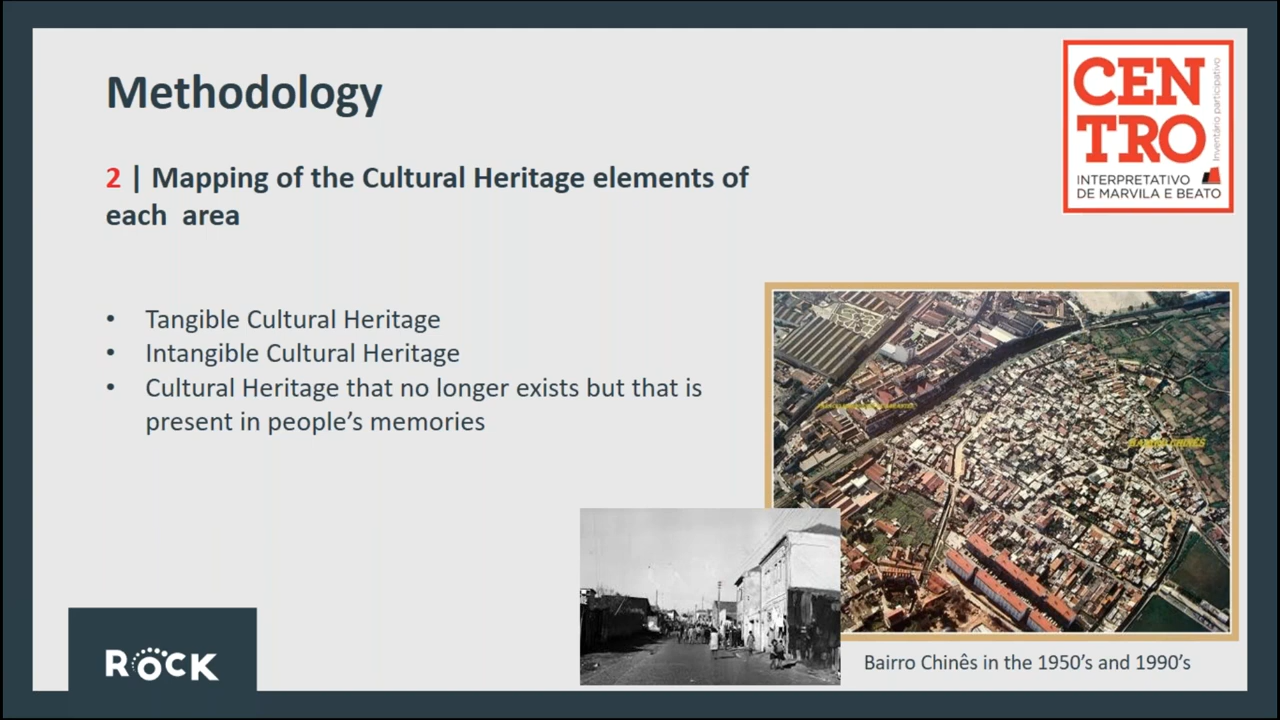 Methodology
2 | Mapping of the Cultural Heritage elements of
each area
• Tangible Cultural Heritage
• Intangible Cultural Heritage
• Cultural Heritage that no longer exists but that is
present in people’s memories
CEN
TRO
inventário participativo
INTERPRETATIVO
DE MARVILA E BEATO
BAIRRO CHINÊS
Bairro Chinês in the 1950’s and 1990’s
ROCK